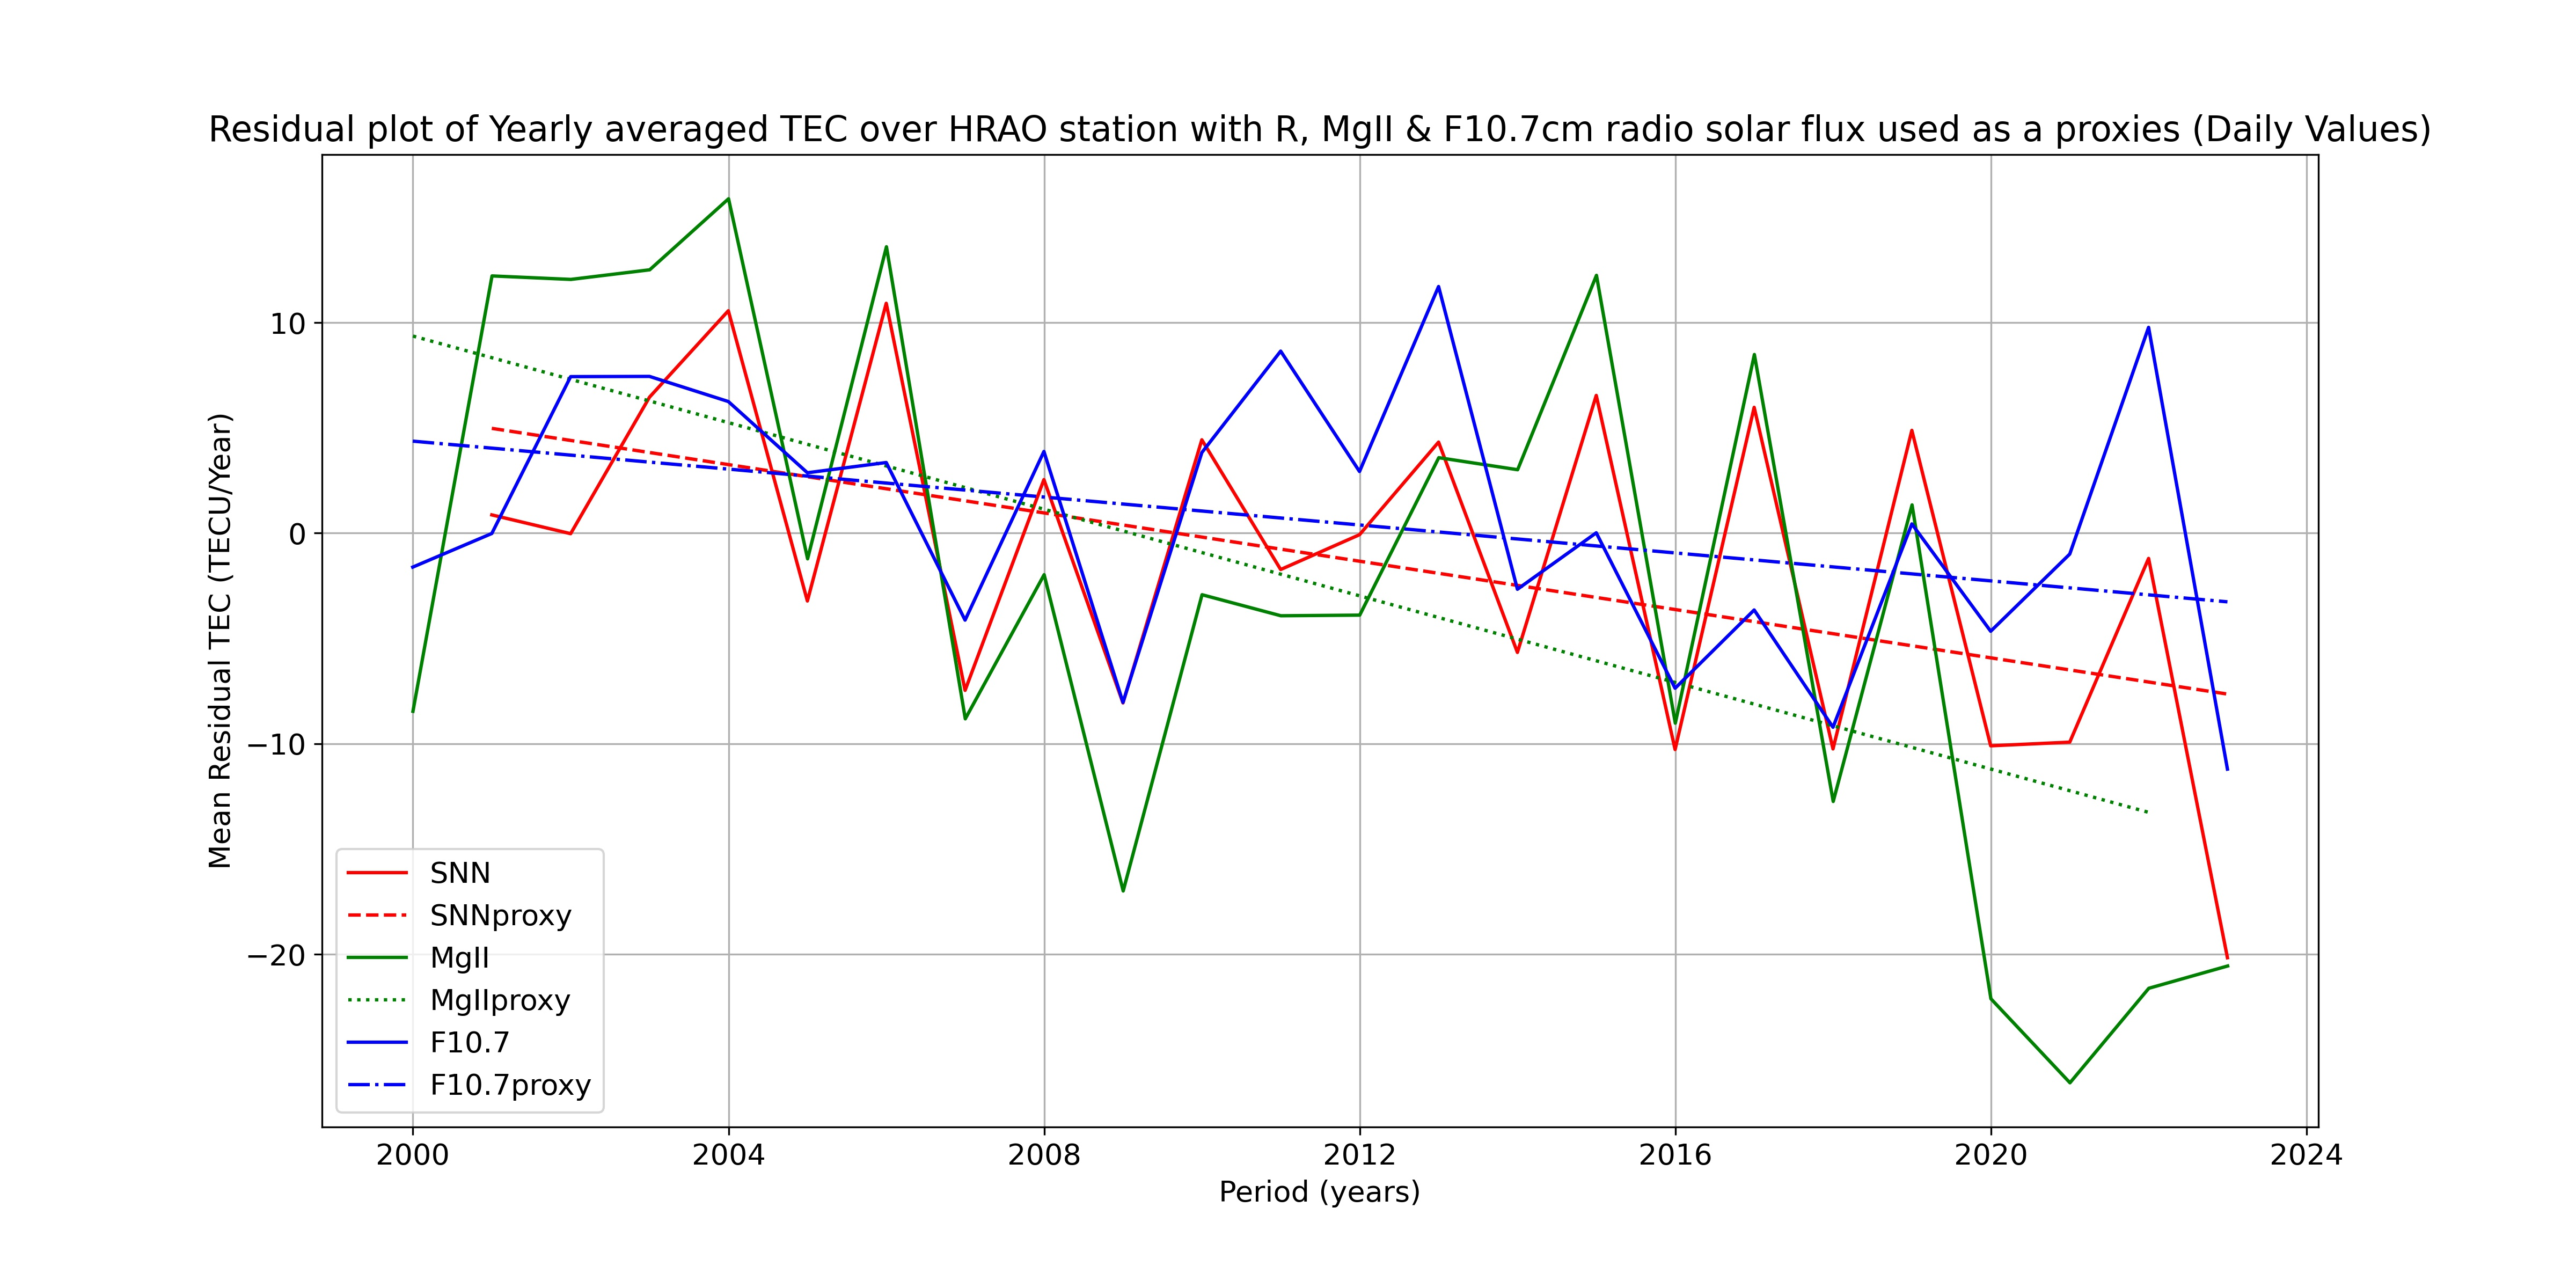 Residual plot of Yearly averaged TEC over HRAO station with R, MgII & F10.7cm radio solar flux used as a proxies (Daily Values)
Mean Residual TEC (TECU/Year)
10
0
−10
−20
SNN
SNNproxy
MgII
MgIIproxy
F10.7
F10.7proxy
2000 2004 2008 2012 2016 2020 2024
Period (years)